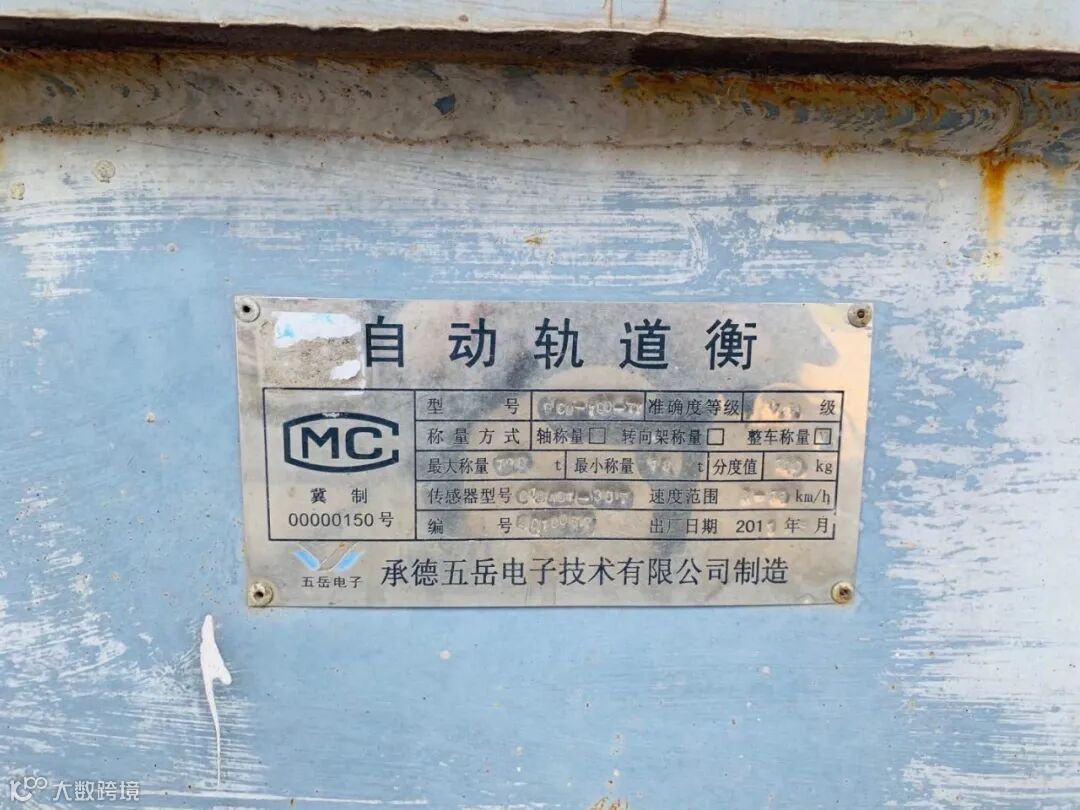 自动轨道衡
MC
冀制
00000150号
型号 准确度等级 级
称量方式 轴称量□ 转向架称量□ 整车称量☑
最大称量 t 最小称量 t 分度值 kg
传感器型号 速度范围 km/h
编号 出厂日期 201 年 月
五岳电子 承德五岳电子技术有限公司制造
大数跨境